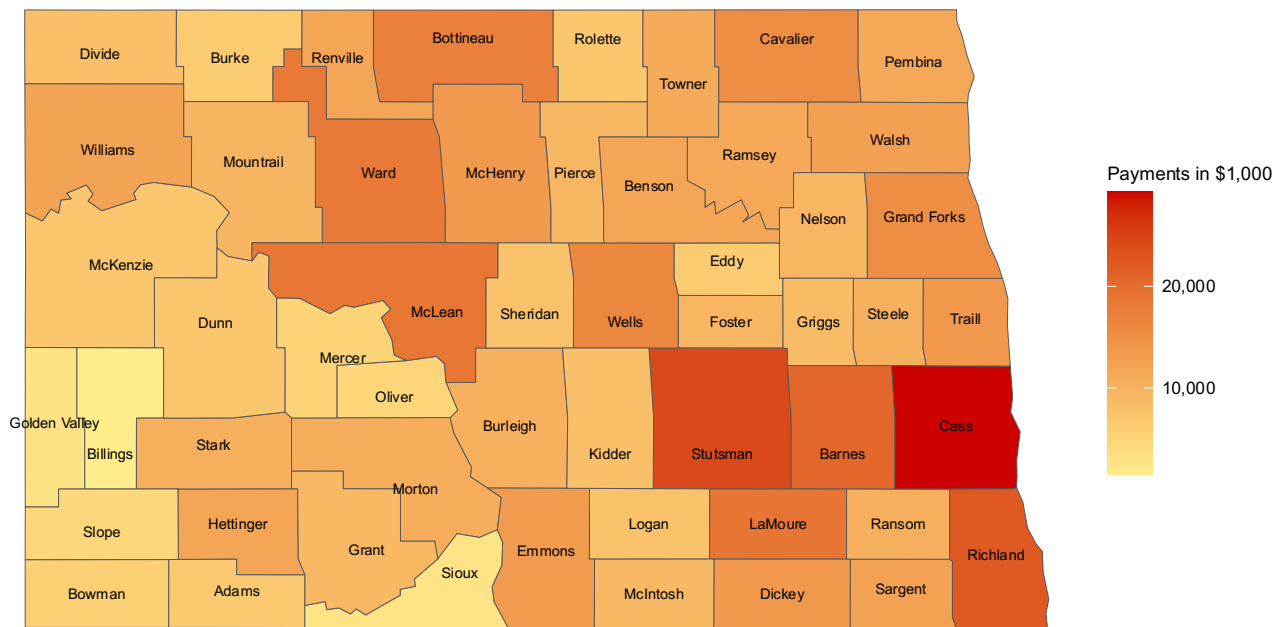 Divide
Burke
Renville
Bottineau
Rolette
Towner
Cavalier
Pembina
Williams
Mountrail
Ward
McHenry
Pierce
Benson
Ramsey
Walsh
Nelson
Grand Forks
McKenzie
Dunn
Mercer
McLean
Sheridan
Wells
Eddy
Foster
Griggs
Steele
Traill
Oliver
Golden Valley
Billings
Stark
Morton
Burleigh
Kidder
Stutsman
Barnes
Cass
Slope
Hettinger
Grant
Emmons
Logan
LaMoure
Ransom
Richland
Bowman
Adams
Sioux
McIntosh
Dickey
Sargent
Payments in $1,000
20,000
10,000